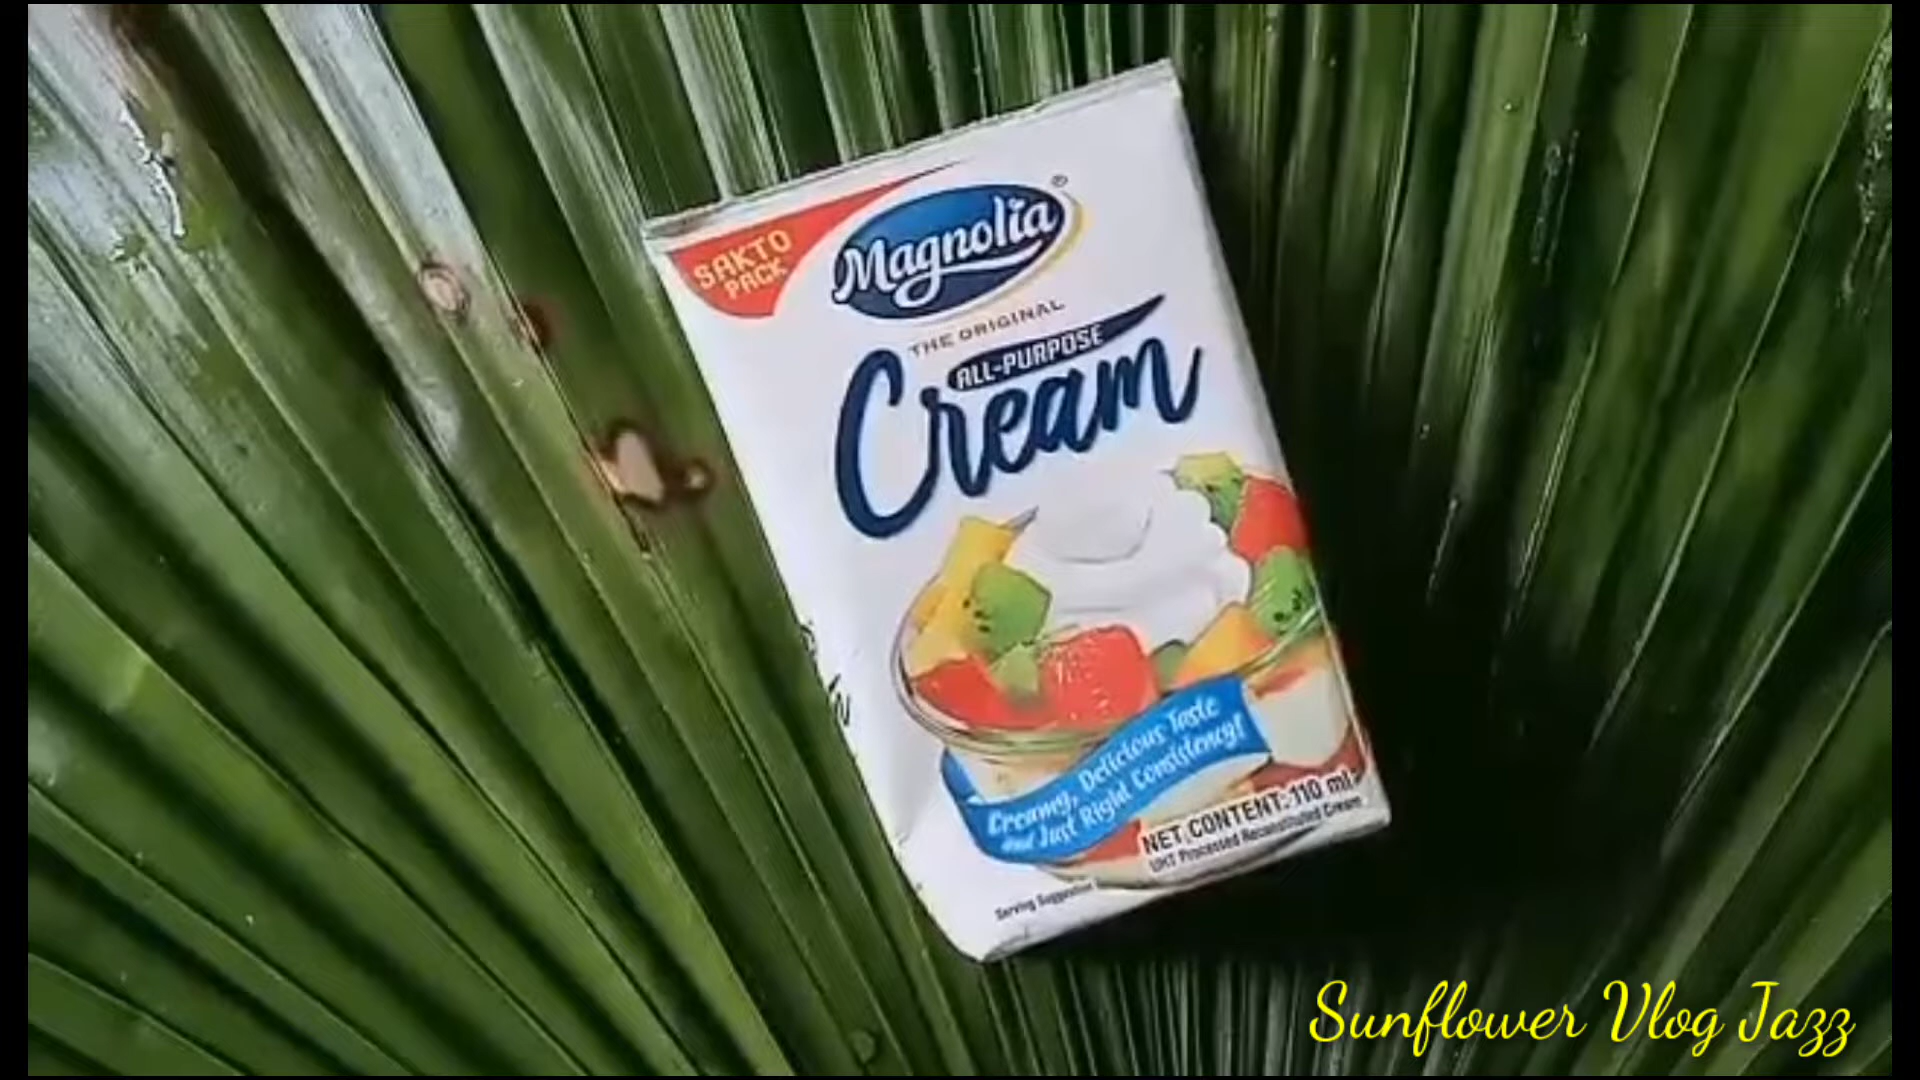 SAKTO
PACK
Magnolia®
THE ORIGINAL
ALL-PURPOSE
Cream
Creamy, Delicious Taste
and Just Right Consistency!
NET CONTENT: 110 ml
UHT Processed Reconstituted Cream
Serving Suggestion
Sunflower Vlog Jazz